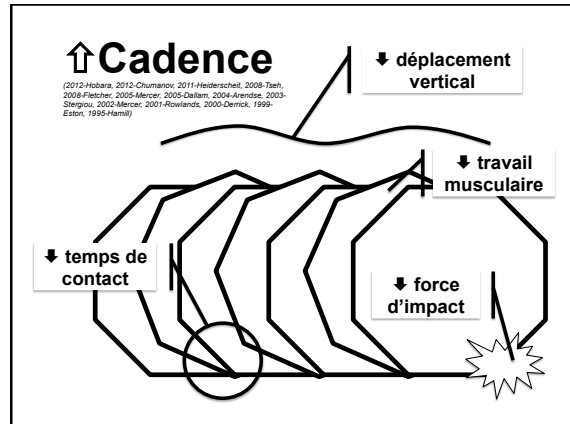 ⇧Cadence
(2012-Hobara, 2012-Chumanov, 2011-Heiderscheit, 2008-Tseh,
2008-Fletcher, 2005-Mercer, 2005-Dallam, 2004-Arendse, 2003-
Stergiou, 2002-Mercer, 2001-Rowlands, 2000-Derrick, 1999-
Eston, 1995-Hamill)
⬇ déplacement
vertical
⬇ travail
musculaire
⬇ temps de
contact
⬇ force
d'impact